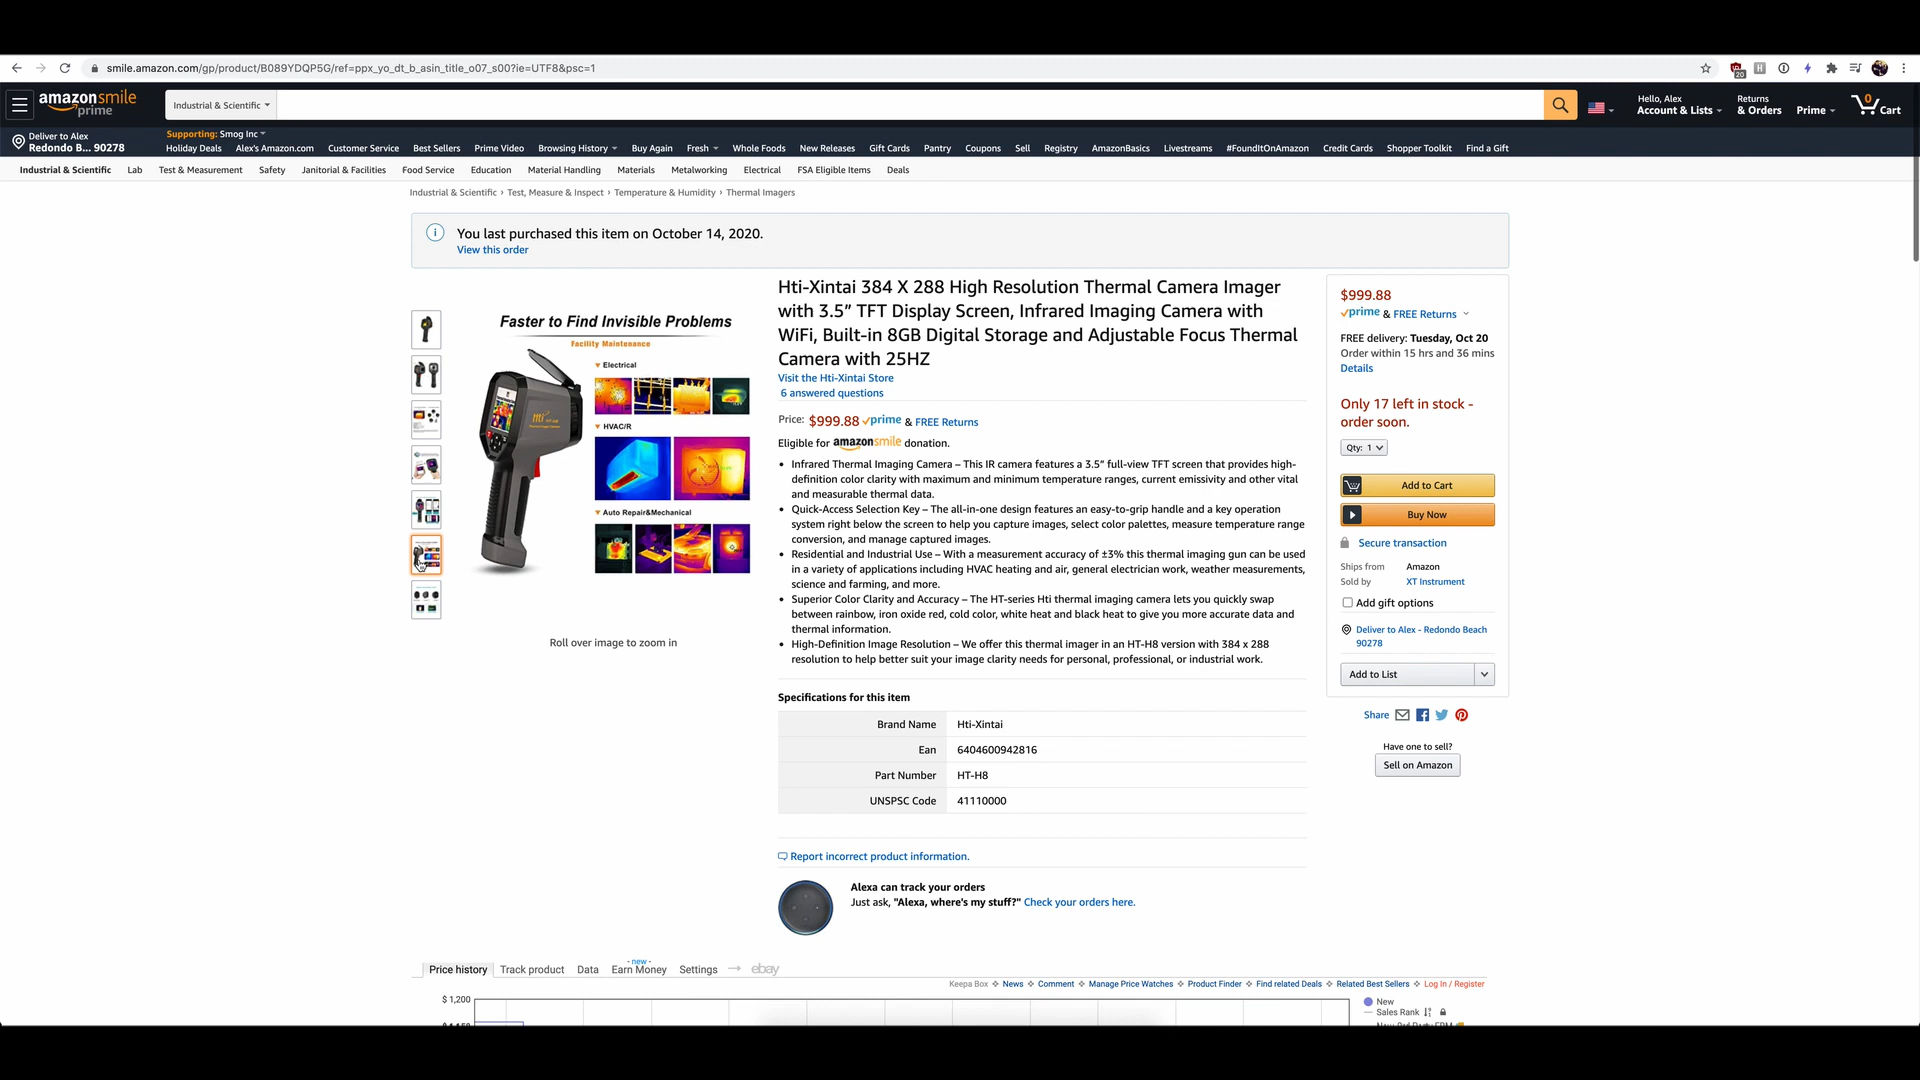 smile.amazon.com/gp/product/B089YDQP5G/ref=ppx_yo_dt_b_asin_title_o07_s00?ie=UTF8&psc=1
20
amazonsmile
prime
Industrial & Scientific
Hello, Alex
Account & Lists
Returns
& Orders
Prime
0
Cart
Deliver to Alex
Redondo B... 90278
Supporting: Smog Inc
Holiday Deals Alex's Amazon.com Customer Service Best Sellers Prime Video Browsing History Buy Again Fresh Whole Foods New Releases Gift Cards Pantry Coupons Sell Registry AmazonBasics Livestreams #FoundItOnAmazon Credit Cards Shopper Toolkit Find a Gift
Industrial & Scientific Lab Test & Measurement Safety Janitorial & Facilities Food Service Education Material Handling Materials Metalworking Electrical FSA Eligible Items Deals
Industrial & Scientific › Test, Measure & Inspect › Temperature & Humidity › Thermal Imagers
You last purchased this item on October 14, 2020.
View this order
Faster to Find Invisible Problems
Facility Maintenance
Electrical
HVAC/R
Auto Repair&Mechanical
Hti
Roll over image to zoom in
Hti-Xintai 384 X 288 High Resolution Thermal Camera Imager
with 3.5” TFT Display Screen, Infrared Imaging Camera with
WiFi, Built-in 8GB Digital Storage and Adjustable Focus Thermal
Camera with 25HZ
Visit the Hti-Xintai Store
6 answered questions
Price: $999.88 prime & FREE Returns
Eligible for amazonsmile donation.
• Infrared Thermal Imaging Camera – This IR camera features a 3.5” full-view TFT screen that provides high-
definition color clarity with maximum and minimum temperature ranges, current emissivity and other vital
and measurable thermal data.
• Quick-Access Selection Key – The all-in-one design features an easy-to-grip handle and a key operation
system right below the screen to help you capture images, select color palettes, measure temperature range
conversion, and manage captured images.
• Residential and Industrial Use – With a measurement accuracy of ±3% this thermal imaging gun can be used
in a variety of applications including HVAC heating and air, general electrician work, weather measurements,
science and farming, and more.
• Superior Color Clarity and Accuracy – The HT-series Hti thermal imaging camera lets you quickly swap
between rainbow, iron oxide red, cold color, white heat and black heat to give you more accurate data and
thermal information.
• High-Definition Image Resolution – We offer this thermal imager in an HT-H8 version with 384 x 288
resolution to help better suit your image clarity needs for personal, professional, or industrial work.
Specifications for this item
Brand Name Hti-Xintai
Ean 6404600942816
Part Number HT-H8
UNSPSC Code 41110000
Report incorrect product information.
Alexa can track your orders
Just ask, "Alexa, where's my stuff?" Check your orders here.
$999.88
prime & FREE Returns
FREE delivery: Tuesday, Oct 20
Order within 15 hrs and 36 mins
Details
Only 17 left in stock -
order soon.
Qty: 1
Add to Cart
Buy Now
Secure transaction
Ships from Amazon
Sold by XT Instrument
Add gift options
Deliver to Alex - Redondo Beach
90278
Add to List
Share
Have one to sell?
Sell on Amazon
- new -
Price history Track product Data Earn Money Settings ebay
Keepa Box News Comment Manage Price Watches Product Finder Find related Deals Related Best Sellers Log In / Register
$ 1,200
New
Sales Rank